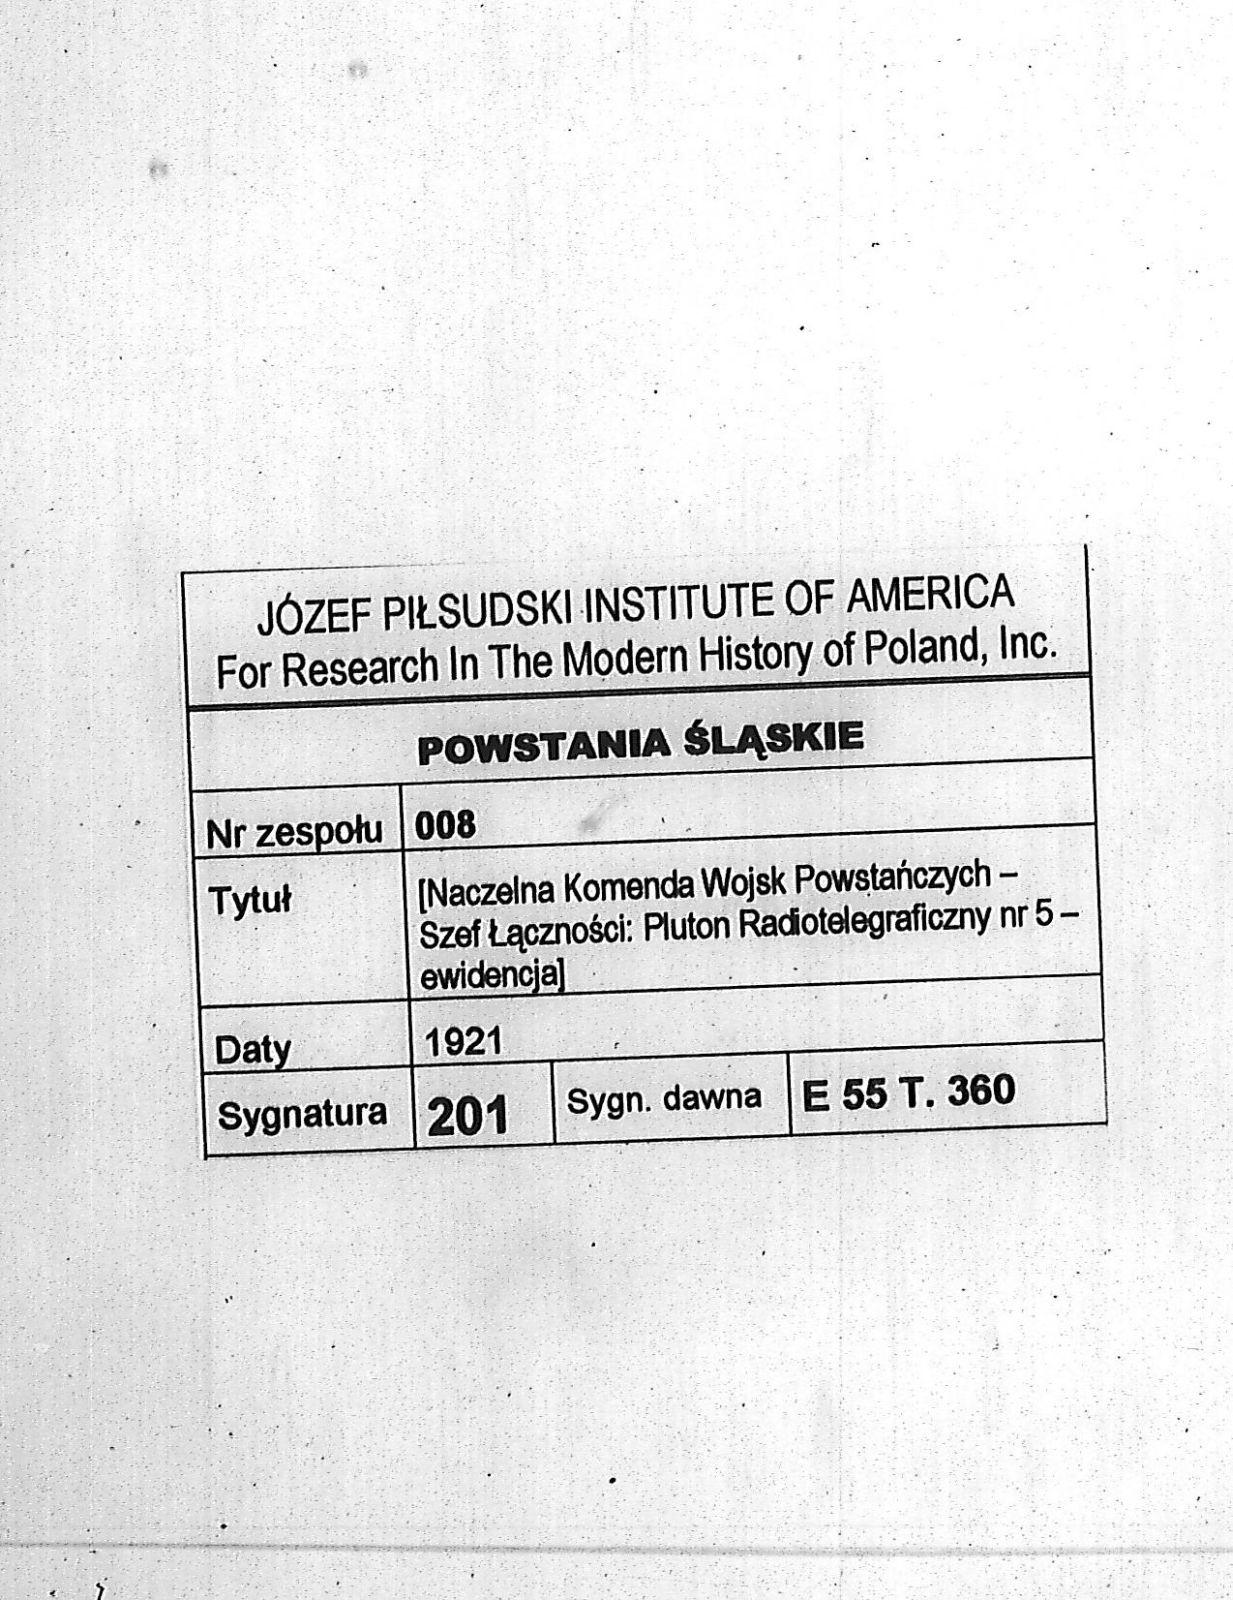 JÓZEF PIŁSUDSKI INSTITUTE OF AMERICA
For Research In The Modern History of Poland, Inc.
POWSTANIA ŚLĄSKIE
Nr zespołu 008
Tytuł [Naczelna Komenda Wojsk Powstańczych –
Szef Łączności: Pluton Radiotelegraficzny nr 5 –
ewidencja]
Daty 1921
Sygnatura 201 Sygn. dawna E 55 T. 360